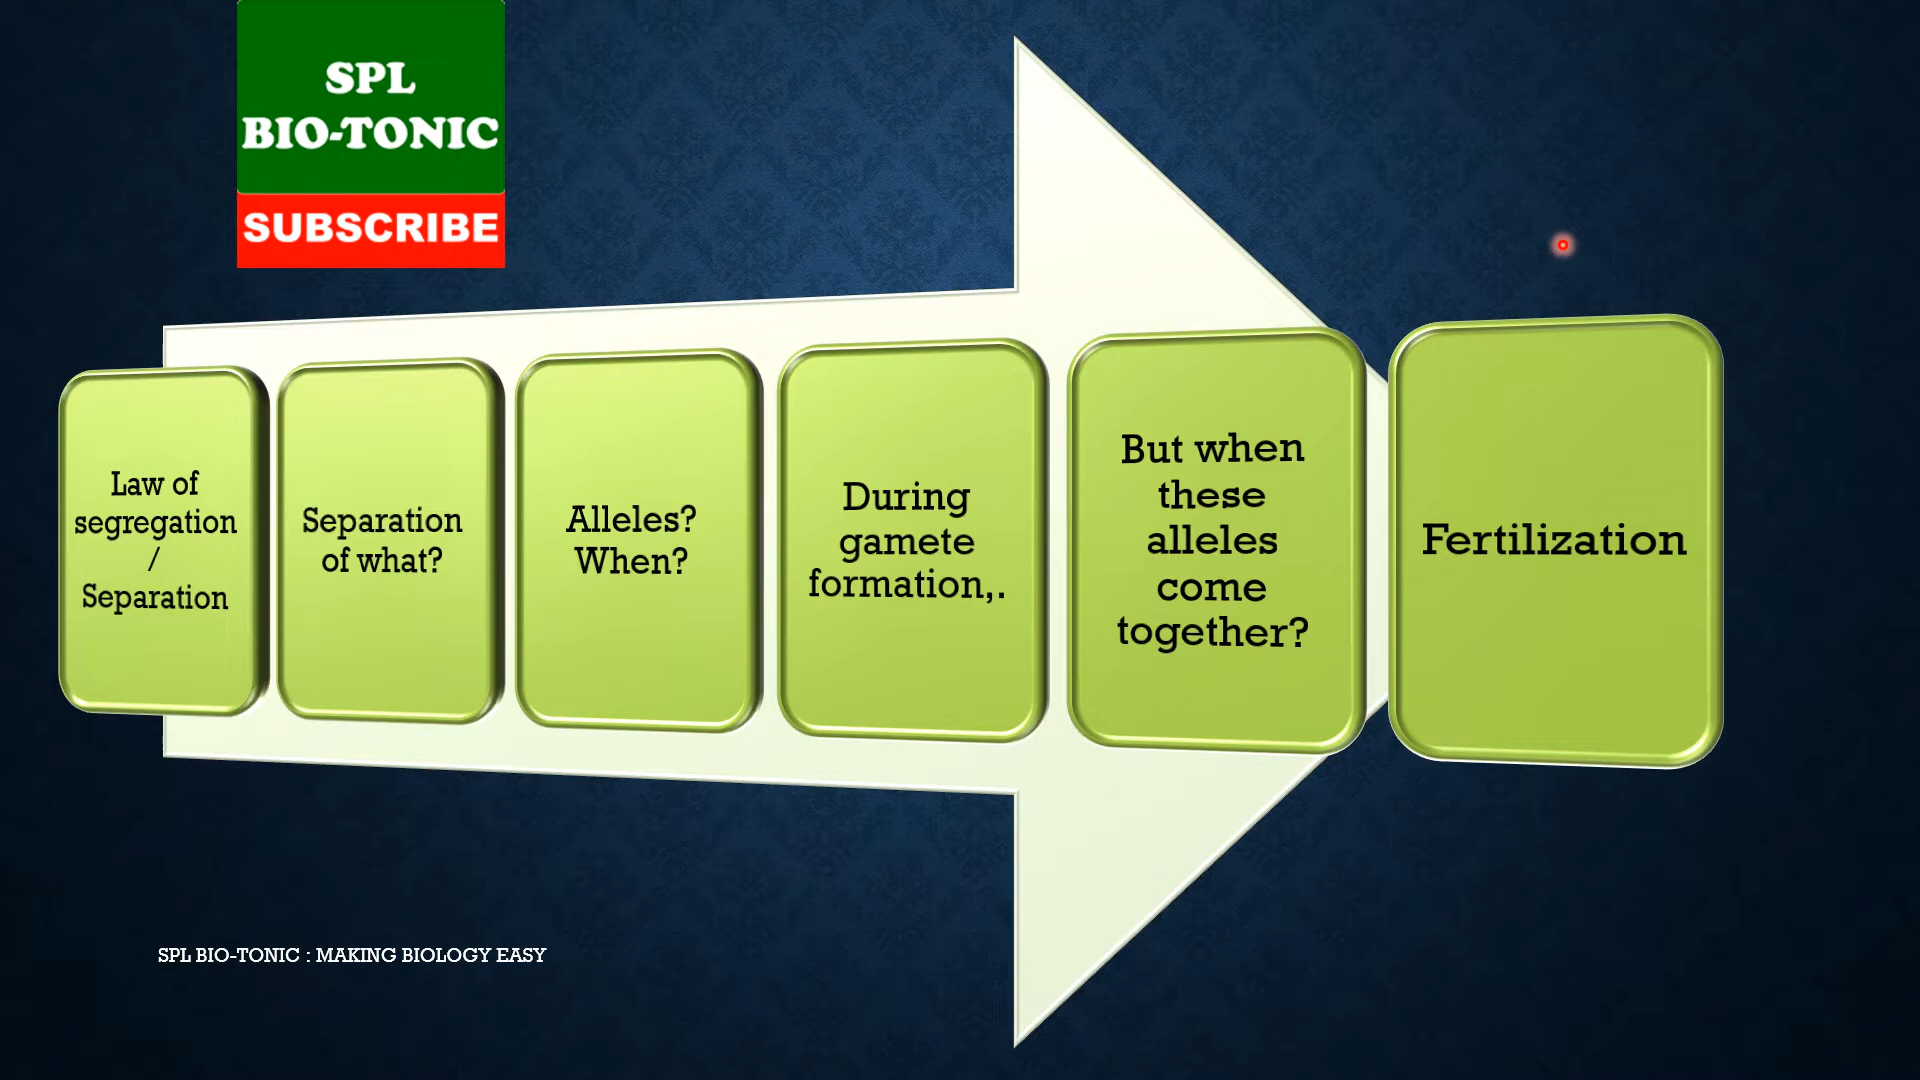 SPL
BIO-TONIC
SUBSCRIBE
Law of
segregation
/
Separation
Separation
of what?
Alleles?
When?
During
gamete
formation,.
But when
these
alleles
come
together?
Fertilization
SPL BIO-TONIC : MAKING BIOLOGY EASY